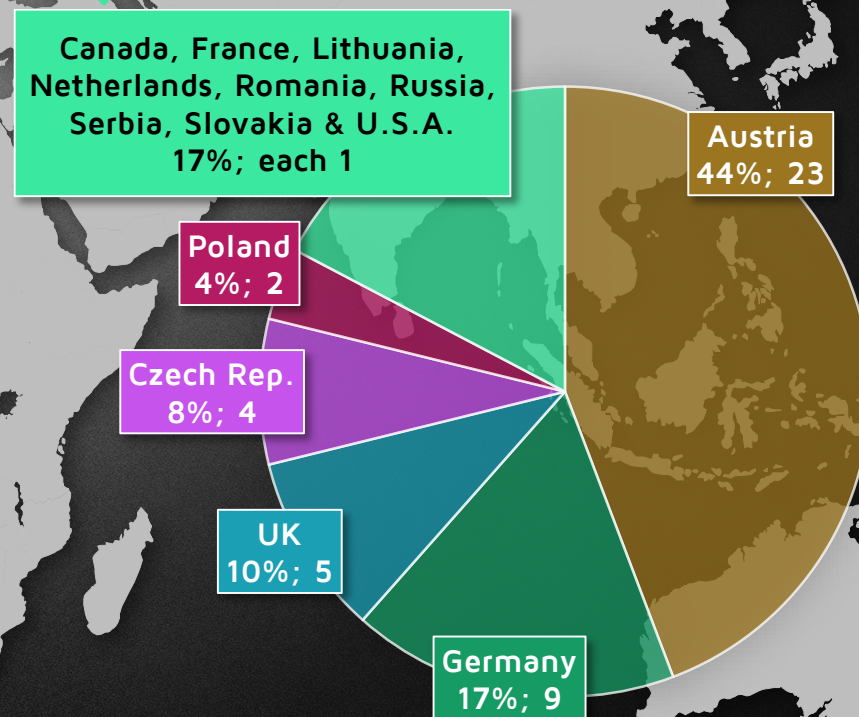 Canada, France, Lithuania,
Netherlands, Romania, Russia,
Serbia, Slovakia & U.S.A.
17%; each 1
Austria
44%; 23
Poland
4%; 2
Czech Rep.
8%; 4
UK
10%; 5
Germany
17%; 9